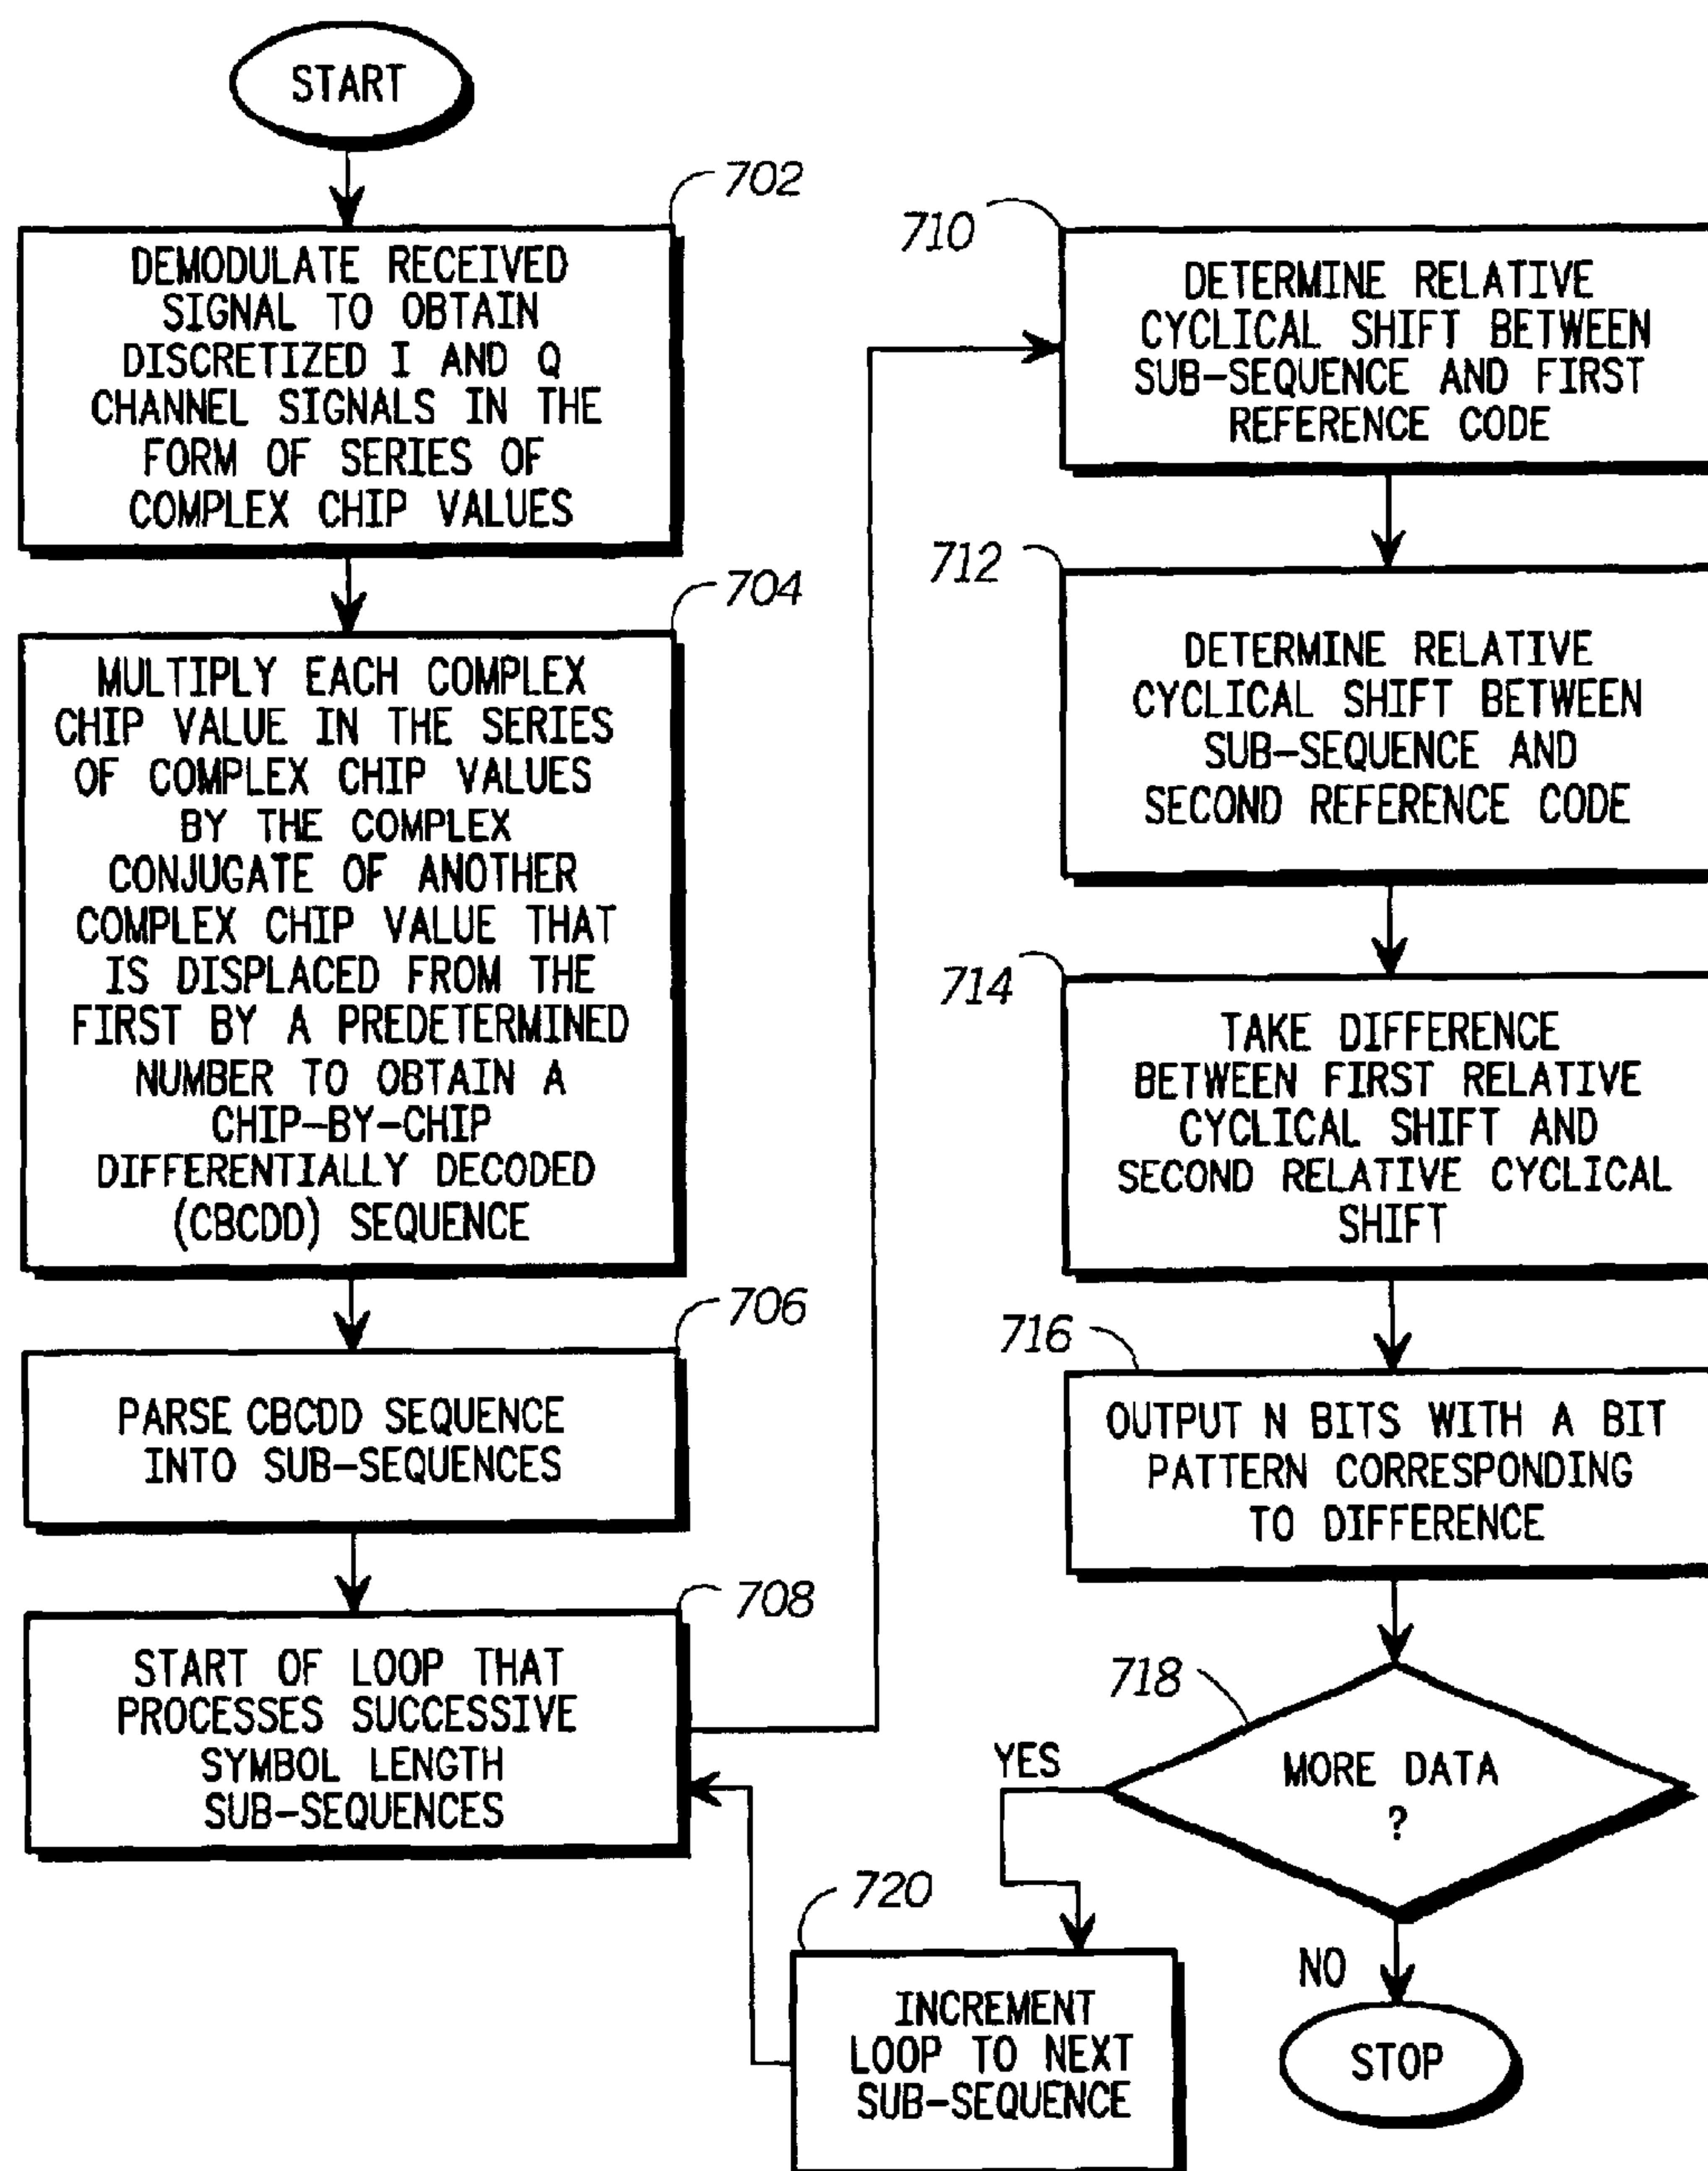 START
702
DEMODULATE RECEIVED
SIGNAL TO OBTAIN
DISCRETIZED I AND Q
CHANNEL SIGNALS IN THE
FORM OF SERIES OF
COMPLEX CHIP VALUES
704
MULTIPLY EACH COMPLEX
CHIP VALUE IN THE SERIES
OF COMPLEX CHIP VALUES
BY THE COMPLEX
CONJUGATE OF ANOTHER
COMPLEX CHIP VALUE THAT
IS DISPLACED FROM THE
FIRST BY A PREDETERMINED
NUMBER TO OBTAIN A
CHIP-BY-CHIP
DIFFERENTIALLY DECODED
(CBCDD) SEQUENCE
706
PARSE CBCDD SEQUENCE
INTO SUB-SEQUENCES
708
START OF LOOP THAT
PROCESSES SUCCESSIVE
SYMBOL LENGTH
SUB-SEQUENCES
710
DETERMINE RELATIVE
CYCLICAL SHIFT BETWEEN
SUB-SEQUENCE AND FIRST
REFERENCE CODE
712
DETERMINE RELATIVE
CYCLICAL SHIFT BETWEEN
SUB-SEQUENCE AND
SECOND REFERENCE CODE
714
TAKE DIFFERENCE
BETWEEN FIRST RELATIVE
CYCLICAL SHIFT AND
SECOND RELATIVE CYCLICAL
SHIFT
716
OUTPUT N BITS WITH A BIT
PATTERN CORRESPONDING
TO DIFFERENCE
718
MORE DATA
?
YES
NO
720
INCREMENT
LOOP TO NEXT
SUB-SEQUENCE
STOP